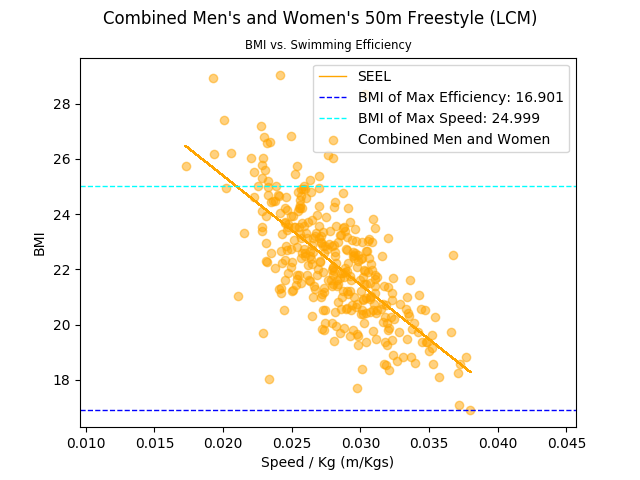 Combined Men's and Women's 50m Freestyle (LCM)
BMI vs. Swimming Efficiency
SEEL
BMI of Max Efficiency: 16.901
BMI of Max Speed: 24.999
Combined Men and Women
28
26
24
22
20
18
BMI
0.010 0.015 0.020 0.025 0.030 0.035 0.040 0.045
Speed / Kg (m/Kgs)